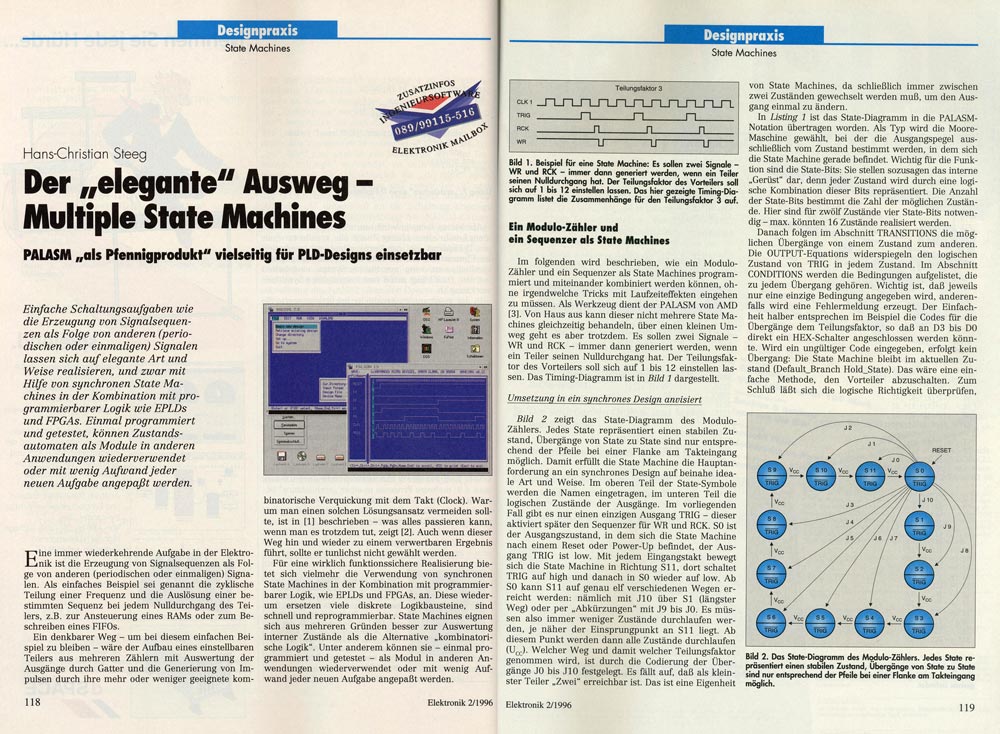 Designpraxis
State Machines
ZUSATZINFOS
INGENIEURSOFTWARE
089/99115-516
ELEKTRONIK MAILBOX
Hans-Christian Steeg
Der „elegante“ Ausweg –
Multiple State Machines
PALASM „als Pfennigprodukt“ vielseitig für PLD-Designs einsetzbar
Einfache Schaltungsaufgaben wie
die Erzeugung von Signalsequen-
zen als Folge von anderen (perio-
dischen oder einmaligen) Signalen
lassen sich auf elegante Art und
Weise realisieren, und zwar mit
Hilfe von synchronen State Ma-
chines in der Kombination mit pro-
grammierbarer Logik wie EPLDs
und FPGAs. Einmal programmiert
und getestet, können Zustands-
automaten als Module in anderen
Anwendungen wiederverwendet
oder mit wenig Aufwand jeder
neuen Aufgabe angepaßt werden.
Eine immer wiederkehrende Aufgabe in der Elektro-
nik ist die Erzeugung von Signalsequenzen als Fol-
ge von anderen (periodischen oder einmaligen) Signa-
len. Als einfaches Beispiel sei genannt die zyklische
Teilung einer Frequenz und die Auslösung einer be-
stimmten Sequenz bei jedem Nulldurchgang des Tei-
lers, z.B. zur Ansteuerung eines RAMs oder zum Be-
schreiben eines FIFOs.
Ein denkbarer Weg – um bei diesem einfachen Bei-
spiel zu bleiben – wäre der Aufbau eines einstellbaren
Teilers aus mehreren Zählern mit Auswertung der
Ausgänge durch Gatter und die Generierung von Im-
pulsen durch ihre mehr oder weniger geeignete kom-
binatorische Verquickung mit dem Takt (Clock). War-
um man einen solchen Lösungsansatz vermeiden soll-
te, ist in [1] beschrieben – was alles passieren kann,
wenn man es trotzdem tut, zeigt [2]. Auch wenn dieser
Weg hin und wieder zu einem verwertbaren Ergebnis
führt, sollte er tunlichst nicht gewählt werden.
Für eine wirklich funktionssichere Realisierung bie-
tet sich vielmehr die Verwendung von synchronen
State Machines in der Kombination mit programmier-
barer Logik, wie EPLDs und FPGAs, an. Diese wieder-
um ersetzen viele diskrete Logikbausteine, sind
schnell und reprogrammierbar. State Machines eignen
sich aus mehreren Gründen besser zur Auswertung
interner Zustände als die Alternative „kombinatori-
sche Logik“. Unter anderem können sie – einmal pro-
grammiert und getestet – als Modul in anderen An-
wendungen wiederverwendet oder mit wenig Auf-
wand jeder neuen Aufgabe angepaßt werden.
118
Elektronik 2/1996
Designpraxis
State Machines
Teilungsfaktor 3
CLK 1
TRIG
RCK
WR
Bild 1. Beispiel für eine State Machine: Es sollen zwei Signale –
WR und RCK – immer dann generiert werden, wenn ein Teiler
seinen Nulldurchgang hat. Der Teilungsfaktor des Vorteilers soll
sich auf 1 bis 12 einstellen lassen. Das hier gezeigte Timing-Dia-
gramm listet die Zusammenhänge für den Teilungsfaktor 3 auf.
Ein Modulo-Zähler und
ein Sequenzer als State Machines
Im folgenden wird beschrieben, wie ein Modulo-
Zähler und ein Sequenzer als State Machines program-
miert und miteinander kombiniert werden können, oh-
ne irgendwelche Tricks mit Laufzeiteffekten eingehen
zu müssen. Als Werkzeug dient der PALASM von AMD
[3]. Von Haus aus kann dieser nicht mehrere State Ma-
chines gleichzeitig behandeln, über einen kleinen Um-
weg geht es aber trotzdem. Es sollen zwei Signale –
WR und RCK – immer dann generiert werden, wenn
ein Teiler seinen Nulldurchgang hat. Der Teilungsfak-
tor des Vorteilers soll sich auf 1 bis 12 einstellen las-
sen. Das Timing-Diagramm ist in Bild 1 dargestellt.
Umsetzung in ein synchrones Design anvisiert
Bild 2 zeigt das State-Diagramm des Modulo-
Zählers. Jedes State repräsentiert einen stabilen Zu-
stand, Übergänge von State zu State sind nur entspre-
chend der Pfeile bei einer Flanke am Takteingang
möglich. Damit erfüllt die State Machine die Hauptan-
forderung an ein synchrones Design auf beinahe idea-
le Art und Weise. Im oberen Teil der State-Symbole
werden die Namen eingetragen, im unteren Teil die
logischen Zustände der Ausgänge. Im vorliegenden
Fall gibt es nur einen einzigen Ausgang TRIG – dieser
aktiviert später den Sequenzer für WR und RCK. S0 ist
der Ausgangszustand, in dem sich die State Machine
nach einem Reset oder Power-Up befindet, der Aus-
gang TRIG ist low. Mit jedem Eingangstakt bewegt
sich die State Machine in Richtung S11, dort schaltet
TRIG auf high und danach in S0 wieder auf low. Ab
S0 kann S11 auf genau elf verschiedenen Wegen er-
reicht werden: nämlich mit J10 über S1 (längster
Weg) oder per „Abkürzungen“ mit J9 bis J0. Es müs-
sen also immer weniger Zustände durchlaufen wer-
den, je näher der Einsprungpunkt an S11 liegt. Ab
diesem Punkt werden dann alle Zustände durchlaufen
(Ucc). Welcher Weg und damit welcher Teilungsfaktor
genommen wird, ist durch die Codierung der Über-
gänge J0 bis J10 festgelegt. Es fällt auf, daß als klein-
ster Teiler „Zwei“ erreichbar ist. Das ist eine Eigenheit
von State Machines, da schließlich immer zwischen
zwei Zuständen gewechselt werden muß, um den Aus-
gang einmal zu ändern.
In Listing 1 ist das State-Diagramm in die PALASM-
Notation übertragen worden. Als Typ wird die Moore-
Maschine gewählt, bei der die Ausgangspegel aus-
schließlich vom Zustand bestimmt werden, in dem sich
die State Machine gerade befindet. Wichtig für die Funk-
tion sind die State-Bits: Sie stellen sozusagen das innere
„Gerüst“ dar, denn jeder Zustand wird durch eine logi-
sche Kombination dieser Bits repräsentiert. Die Anzahl
der State-Bits bestimmt die Zahl der möglichen Zustän-
de. Hier sind für zwölf Zustände vier State-Bits notwen-
dig – max. könnten 16 Zustände realisiert werden.
Danach folgen im Abschnitt TRANSITIONS die mög-
lichen Übergänge von einem Zustand zum anderen.
Die OUTPUT-Equations widerspiegeln den logischen
Zustand von TRIG in jedem Zustand. Im Abschnitt
CONDITIONS werden die Bedingungen aufgelistet, die
zu jedem Übergang gehören. Wichtig ist, daß jeweils
nur eine einzige Bedingung angegeben wird, anderen-
falls wird eine Fehlermeldung erzeugt. Der Einfach-
heit halber entsprechen im Beispiel die Codes für die
Übergänge dem Teilungsfaktor, so daß an D3 bis D0
direkt ein HEX-Schalter angeschlossen werden könn-
te. Wird ein ungültiger Code eingegeben, erfolgt kein
Übergang: Die State Machine bleibt im aktuellen Zu-
stand (Default_Branch Hold_State). Das wäre eine ein-
fache Methode, den Vorteiler abzuschalten. Zum
Schluß läßt sich die logische Richtigkeit überprüfen,
J 2
J 1
J 0
RESET
S 9
TRIG
VCC
S 10
TRIG
VCC
S 11
TRIG
VCC
S 0
TRIG
J 10
S 8
TRIG
J 3
J 4
J 5
J 6
J 7
J 9
J 8
S 1
TRIG
VCC
VCC
S 7
TRIG
S 2
TRIG
VCC
VCC
S 6
TRIG
VCC
S 5
TRIG
VCC
S 4
TRIG
VCC
S 3
TRIG
Bild 2. Das State-Diagramm des Modulo-Zählers. Jedes State re-
präsentiert einen stabilen Zustand, Übergänge von State zu State
sind nur entsprechend der Pfeile bei einer Flanke am Takteingang
möglich.
Elektronik 2/1996
119